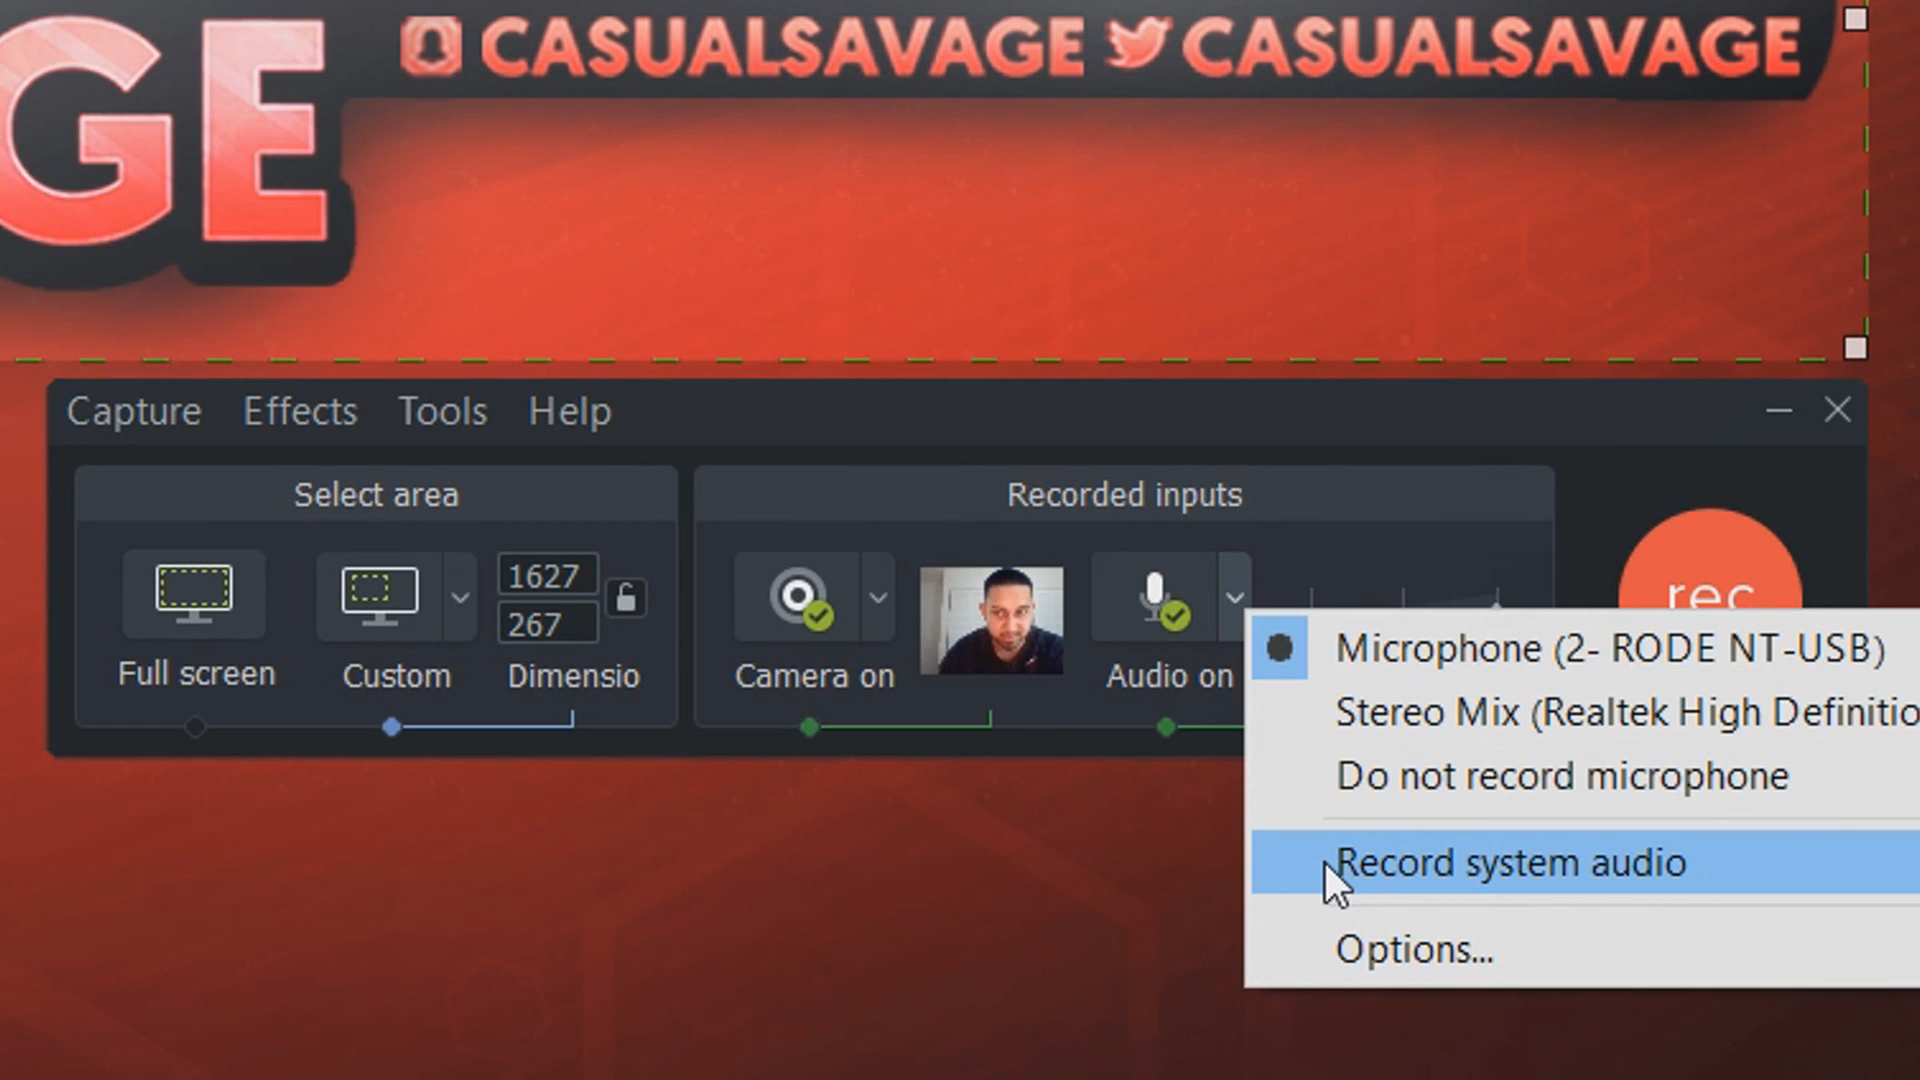 GE
CASUALSAVAGE CASUALSAVAGE
Capture Effects Tools Help
Select area
Recorded inputs
1627
267
rec
Full screen
Custom
Dimensio
Camera on
Audio on
Microphone (2- RODE NT-USB)
Stereo Mix (Realtek High Definitio
Do not record microphone
Record system audio
Options...